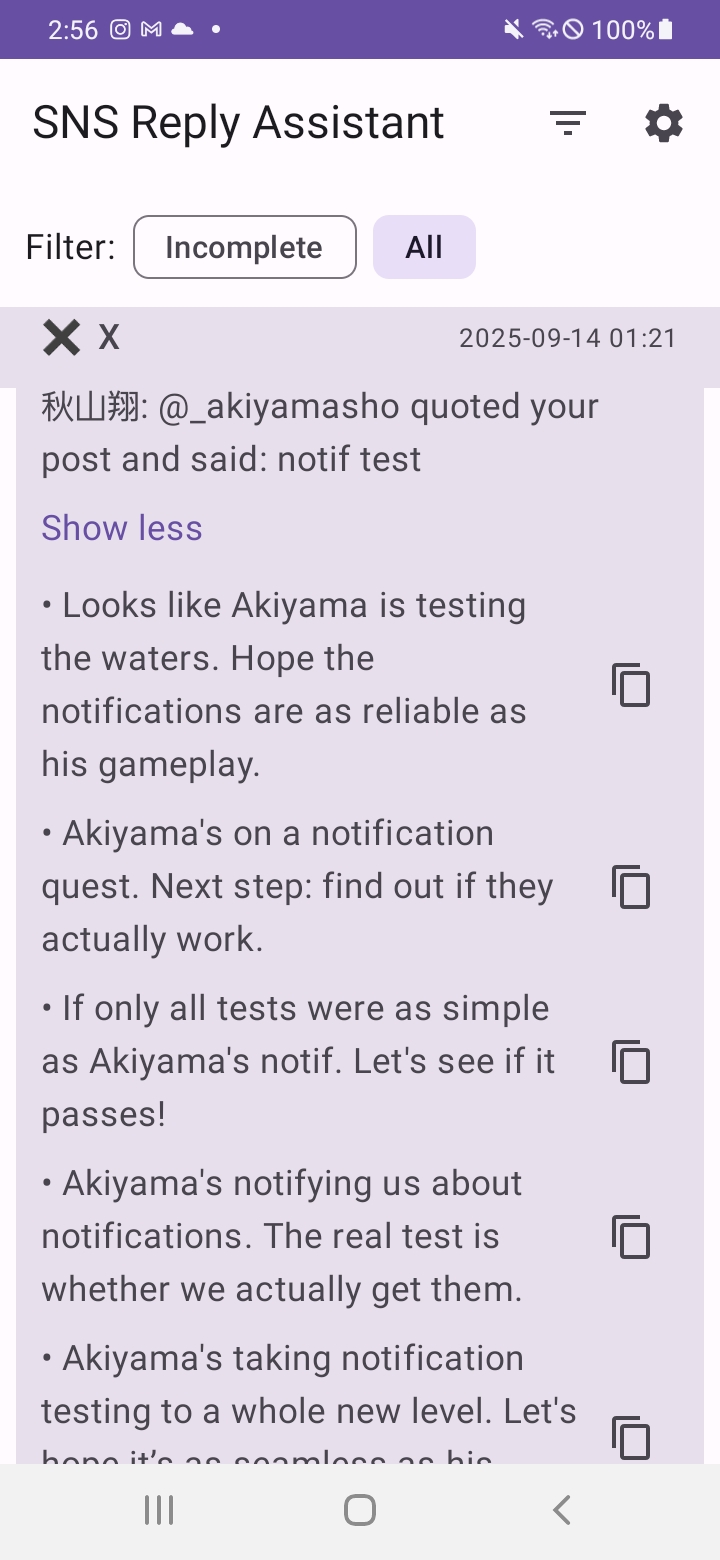 2:56
100%
SNS Reply Assistant
Filter: Incomplete All
X 2025-09-14 01:21
秋山翔: @_akiyamasho quoted your
post and said: notif test
Show less
• Looks like Akiyama is testing
the waters. Hope the
notifications are as reliable as
his gameplay.
• Akiyama's on a notification
quest. Next step: find out if they
actually work.
• If only all tests were as simple
as Akiyama's notif. Let's see if it
passes!
• Akiyama's notifying us about
notifications. The real test is
whether we actually get them.
• Akiyama's taking notification
testing to a whole new level. Let's
hope it’s as seamless as his